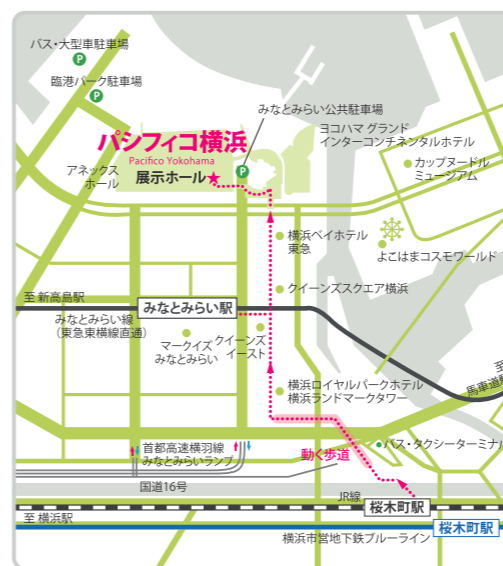 バス・大型車駐車場
P
臨港パーク駐車場
P
みなとみらい公共駐車場
パシフィコ横浜
Pacifico Yokohama
ヨコハマ グランド
インターコンチネンタルホテル
アネックス
ホール
展示ホール★
P
カップヌードル
ミュージアム
横浜ベイホテル
東急
よこはまコスモワールド
クイーンズスクエア横浜
至 新高島駅
みなとみらい駅
みなとみらい線
(東急東横線直通)
マークイズ
みなとみらい
クイーンズ
イースト
至
馬車道駅
横浜ロイヤルパークホテル
横浜ランドマークタワー
バス・タクシーターミナル
首都高速横羽線
みなとみらいランプ
動く歩道
国道16号
JR線
桜木町駅
至 横浜駅
桜木町駅
横浜市営地下鉄ブルーライン